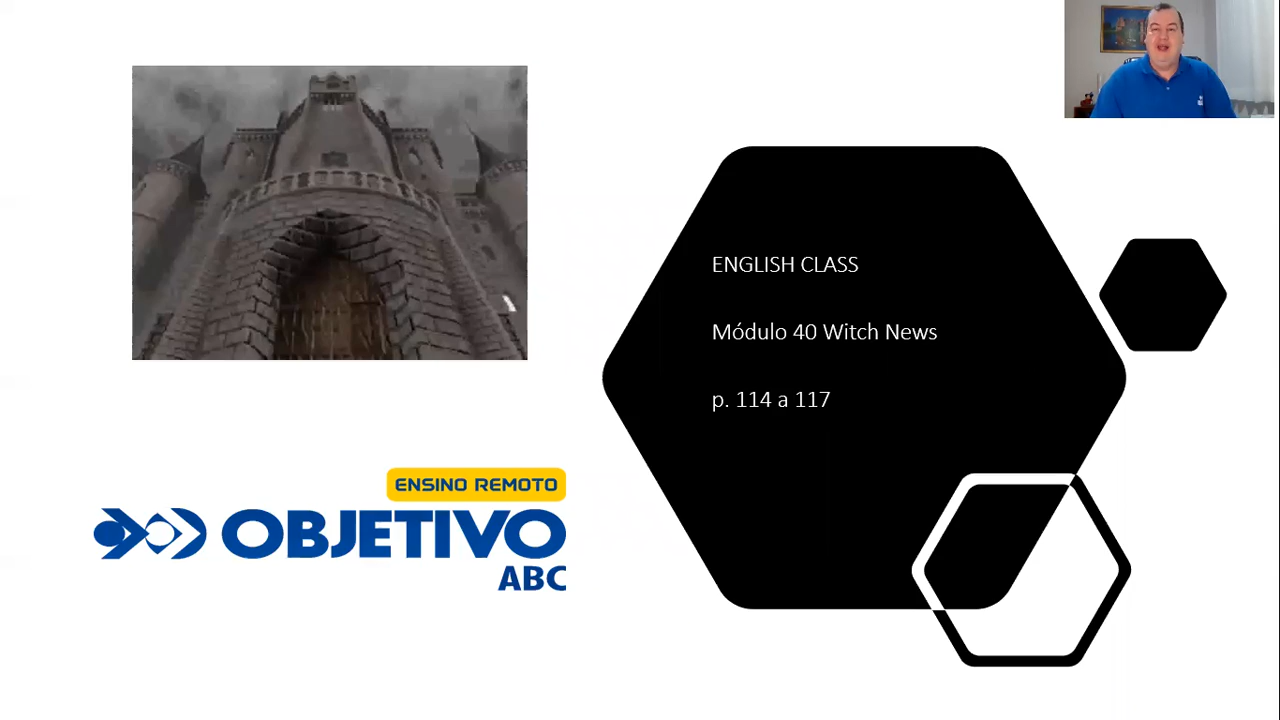 ENGLISH CLASS
Módulo 40 Witch News
p. 114 a 117
ENSINO REMOTO
OBJETIVO
ABC